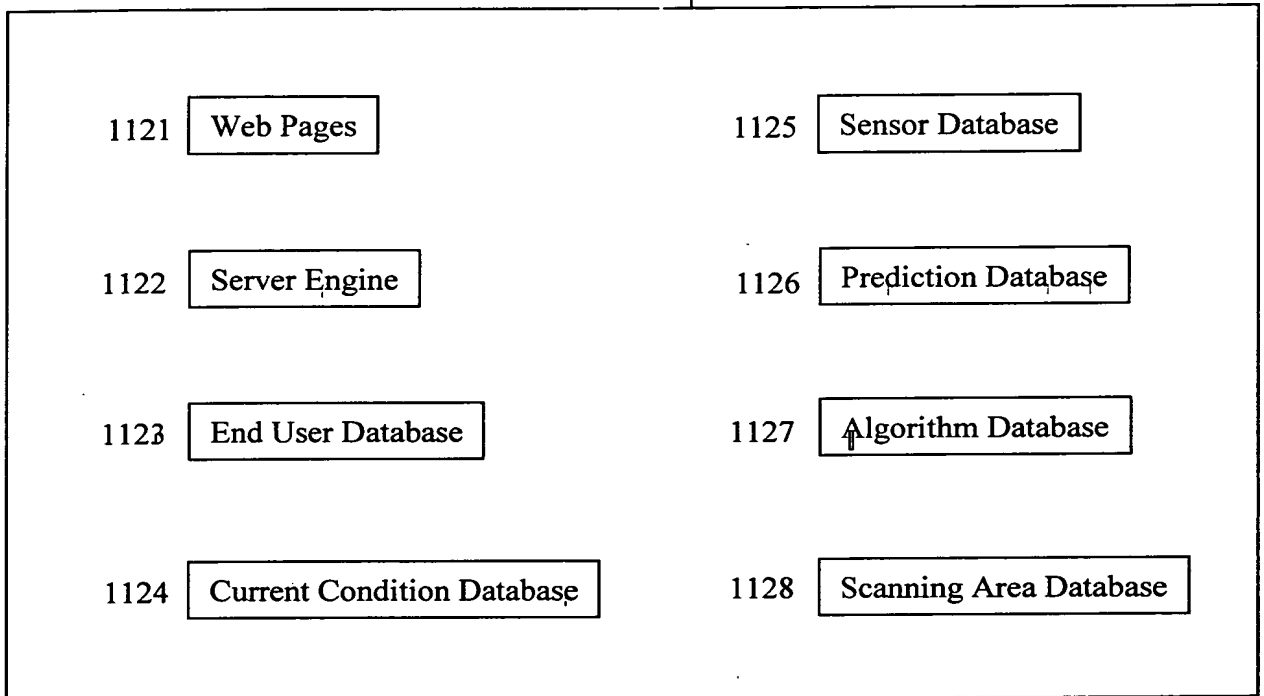 1121 Web Pages
1122 Server Engine
1123 End User Database
1124 Current Condition Database
1125 Sensor Database
1126 Prediction Database
1127 Algorithm Database
1128 Scanning Area Database